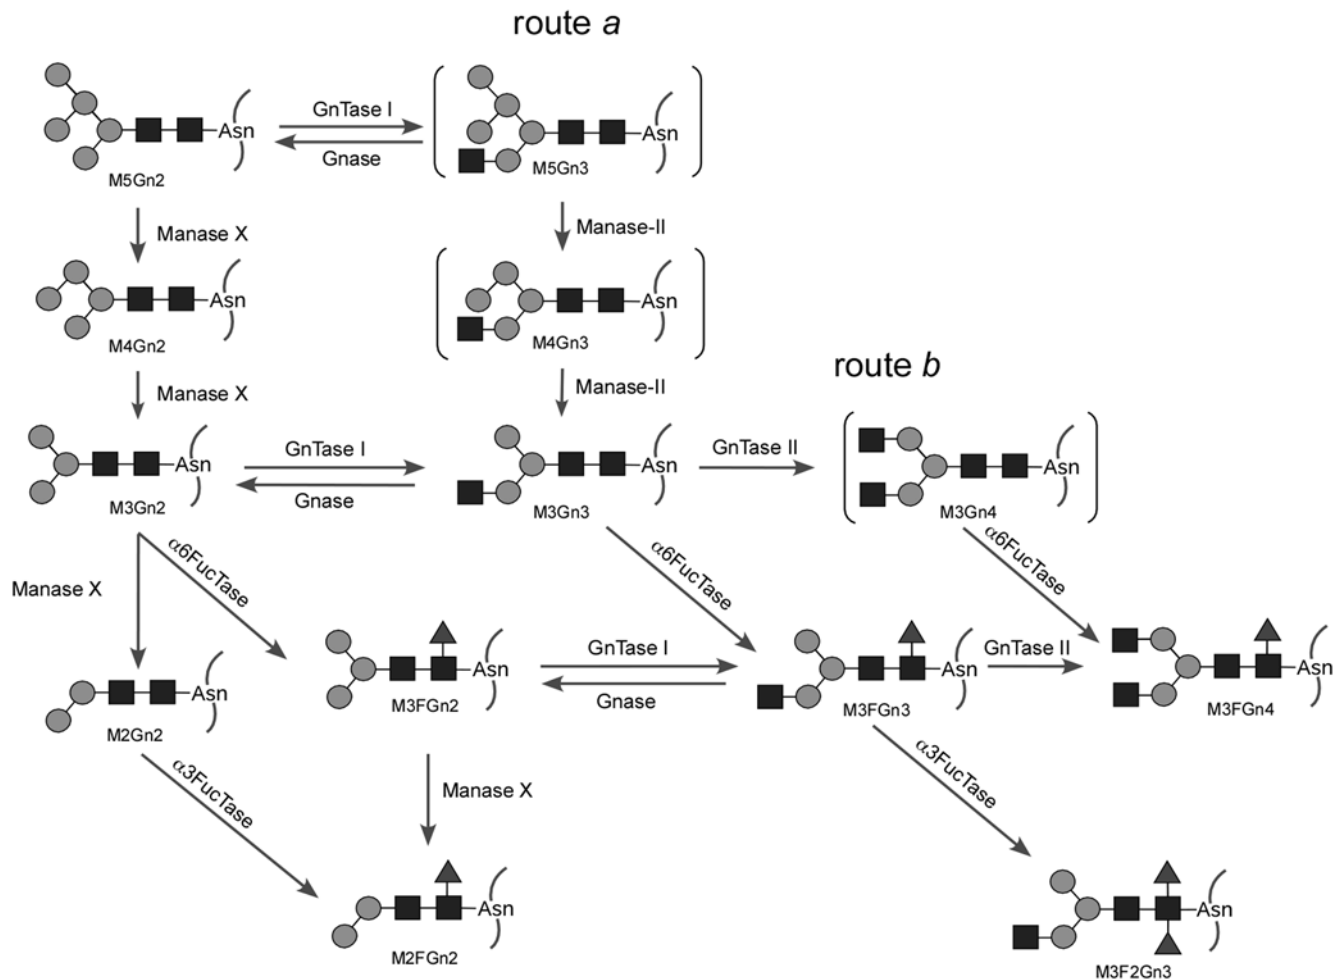 route a
Asn
GnTase I
Asn
Gnase
M5Gn2
M5Gn3
Manase X
Manase-II
Asn
Asn
M4Gn2
M4Gn3
Manase X
Manase-II
route b
Asn
GnTase I
Asn
GnTase II
Asn
Gnase
M3Gn2
M3Gn3
M3Gn4
Manase X
α6FucTase
α6FucTase
α6FucTase
Asn
GnTase I
Asn
GnTase II
Asn
Asn
Gnase
M2Gn2
M3FGn2
M3FGn3
M3FGn4
α3FucTase
Manase X
α3FucTase
Asn
Asn
M2FGn2
M3F2Gn3